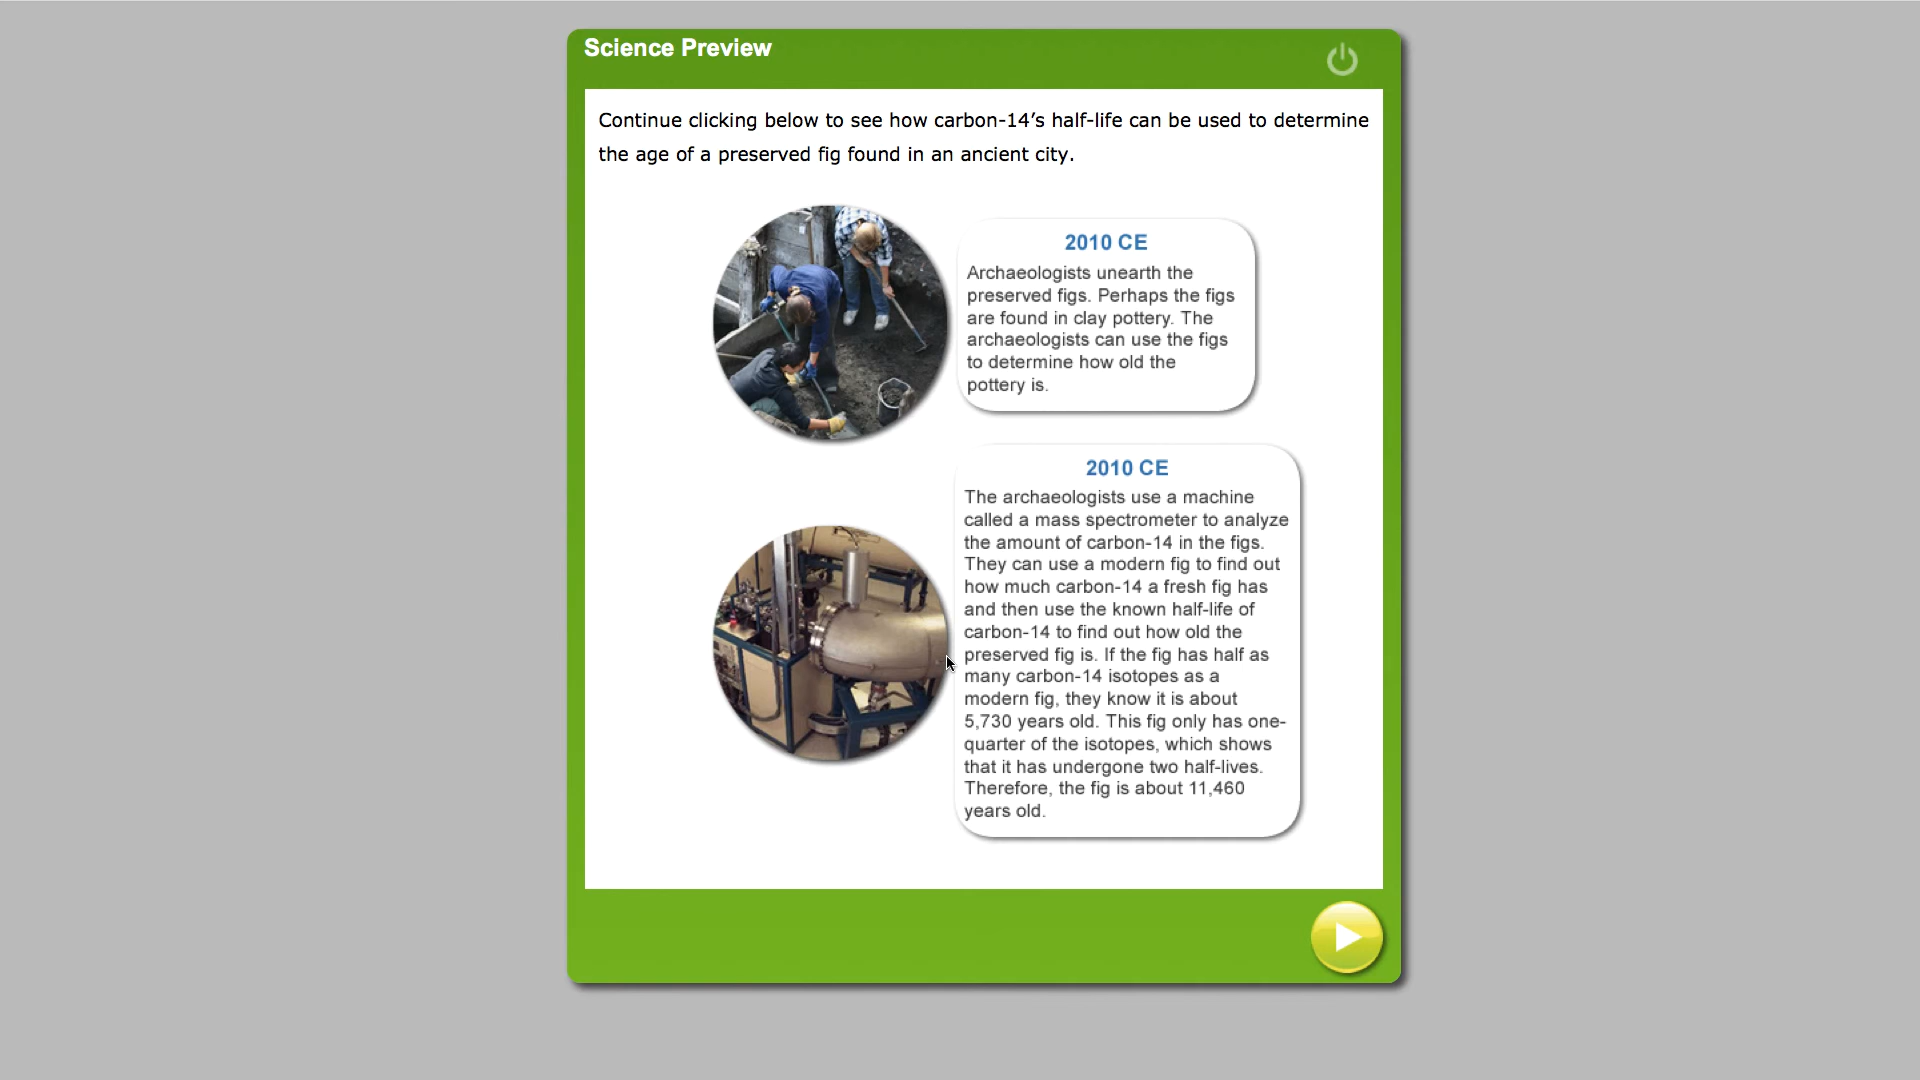 Science Preview
Continue clicking below to see how carbon-14’s half-life can be used to determine
the age of a preserved fig found in an ancient city.
2010 CE
Archaeologists unearth the
preserved figs. Perhaps the figs
are found in clay pottery. The
archaeologists can use the figs
to determine how old the
pottery is.
2010 CE
The archaeologists use a machine
called a mass spectrometer to analyze
the amount of carbon-14 in the figs.
They can use a modern fig to find out
how much carbon-14 a fresh fig has
and then use the known half-life of
carbon-14 to find out how old the
preserved fig is. If the fig has half as
many carbon-14 isotopes as a
modern fig, they know it is about
5,730 years old. This fig only has one-
quarter of the isotopes, which shows
that it has undergone two half-lives.
Therefore, the fig is about 11,460
years old.